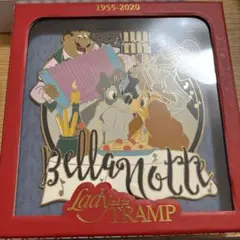 1955-2020
Bella Notte
Lady and the
TRAMP